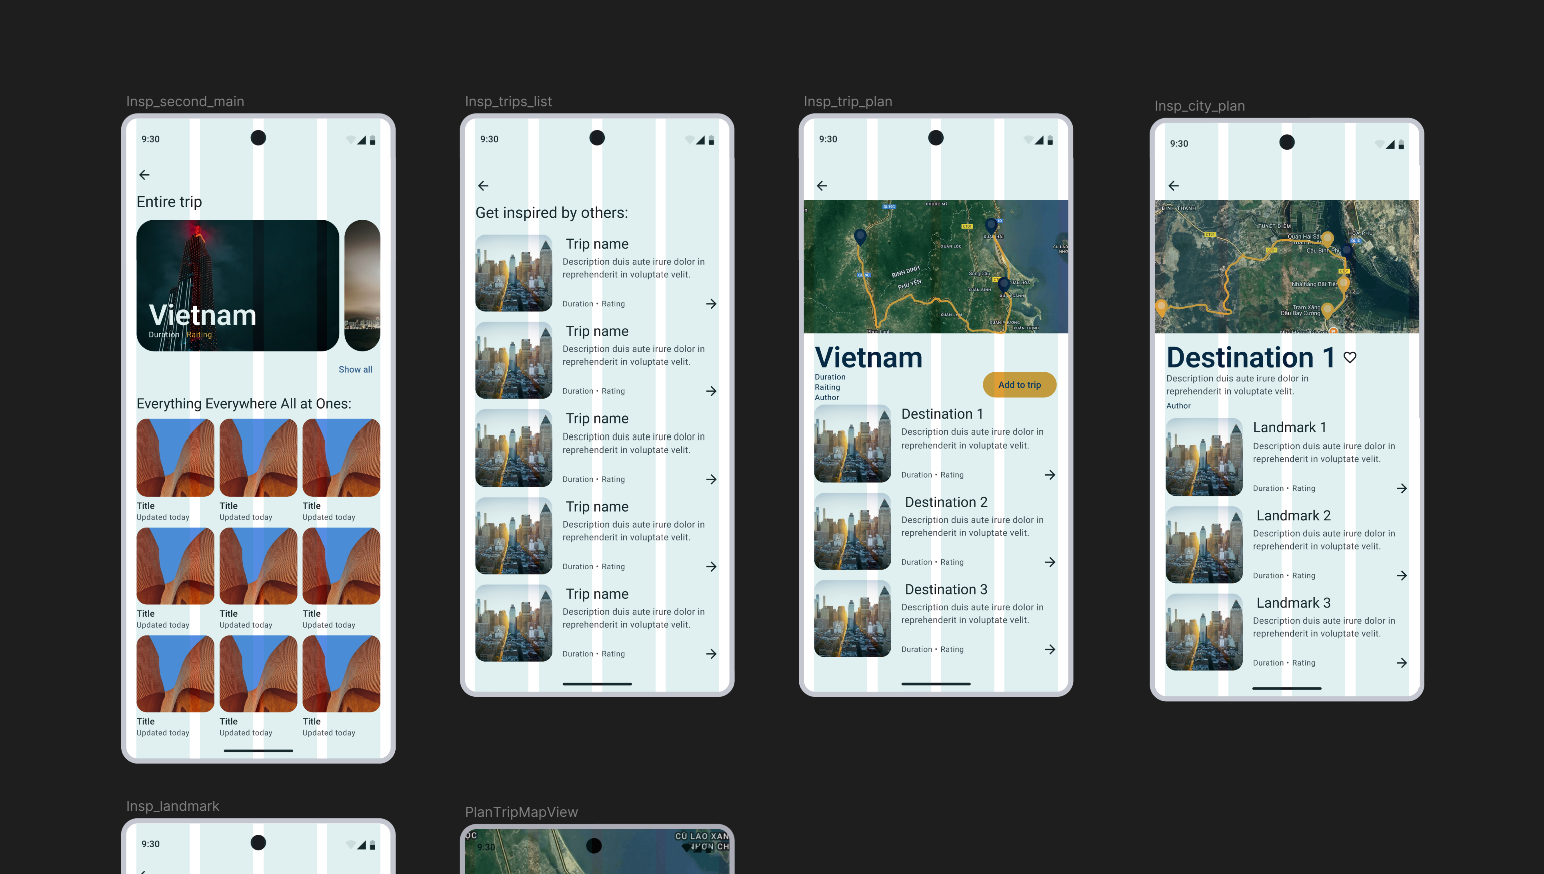 Insp_second_main
9:30
Entire trip
Vietnam
Duration • Raiting
Show all
Everything Everywhere All at Ones:
Title
Updated today
Title
Updated today
Title
Updated today
Title
Updated today
Title
Updated today
Title
Updated today
Title
Updated today
Title
Updated today
Title
Updated today
Insp_trips_list
9:30
Get inspired by others:
Trip name
Description duis aute irure dolor in
reprehenderit in voluptate velit.
Duration • Rating
Trip name
Description duis aute irure dolor in
reprehenderit in voluptate velit.
Duration • Rating
Trip name
Description duis aute irure dolor in
reprehenderit in voluptate velit.
Duration • Rating
Trip name
Description duis aute irure dolor in
reprehenderit in voluptate velit.
Duration • Rating
Trip name
Description duis aute irure dolor in
reprehenderit in voluptate velit.
Duration • Rating
Insp_trip_plan
9:30
BINH DINH
PHU YEN
Vietnam
Duration
Raiting
Author
Add to trip
Destination 1
Description duis aute irure dolor in
reprehenderit in voluptate velit.
Duration • Rating
Destination 2
Description duis aute irure dolor in
reprehenderit in voluptate velit.
Duration • Rating
Destination 3
Description duis aute irure dolor in
reprehenderit in voluptate velit.
Duration • Rating
Insp_city_plan
9:30
Destination 1
Description duis aute irure dolor in
reprehenderit in voluptate velit.
Author
Landmark 1
Description duis aute irure dolor in
reprehenderit in voluptate velit.
Duration • Rating
Landmark 2
Description duis aute irure dolor in
reprehenderit in voluptate velit.
Duration • Rating
Landmark 3
Description duis aute irure dolor in
reprehenderit in voluptate velit.
Duration • Rating
Insp_landmark
9:30
PlanTripMapView
9:30
CÙ LAO XANH